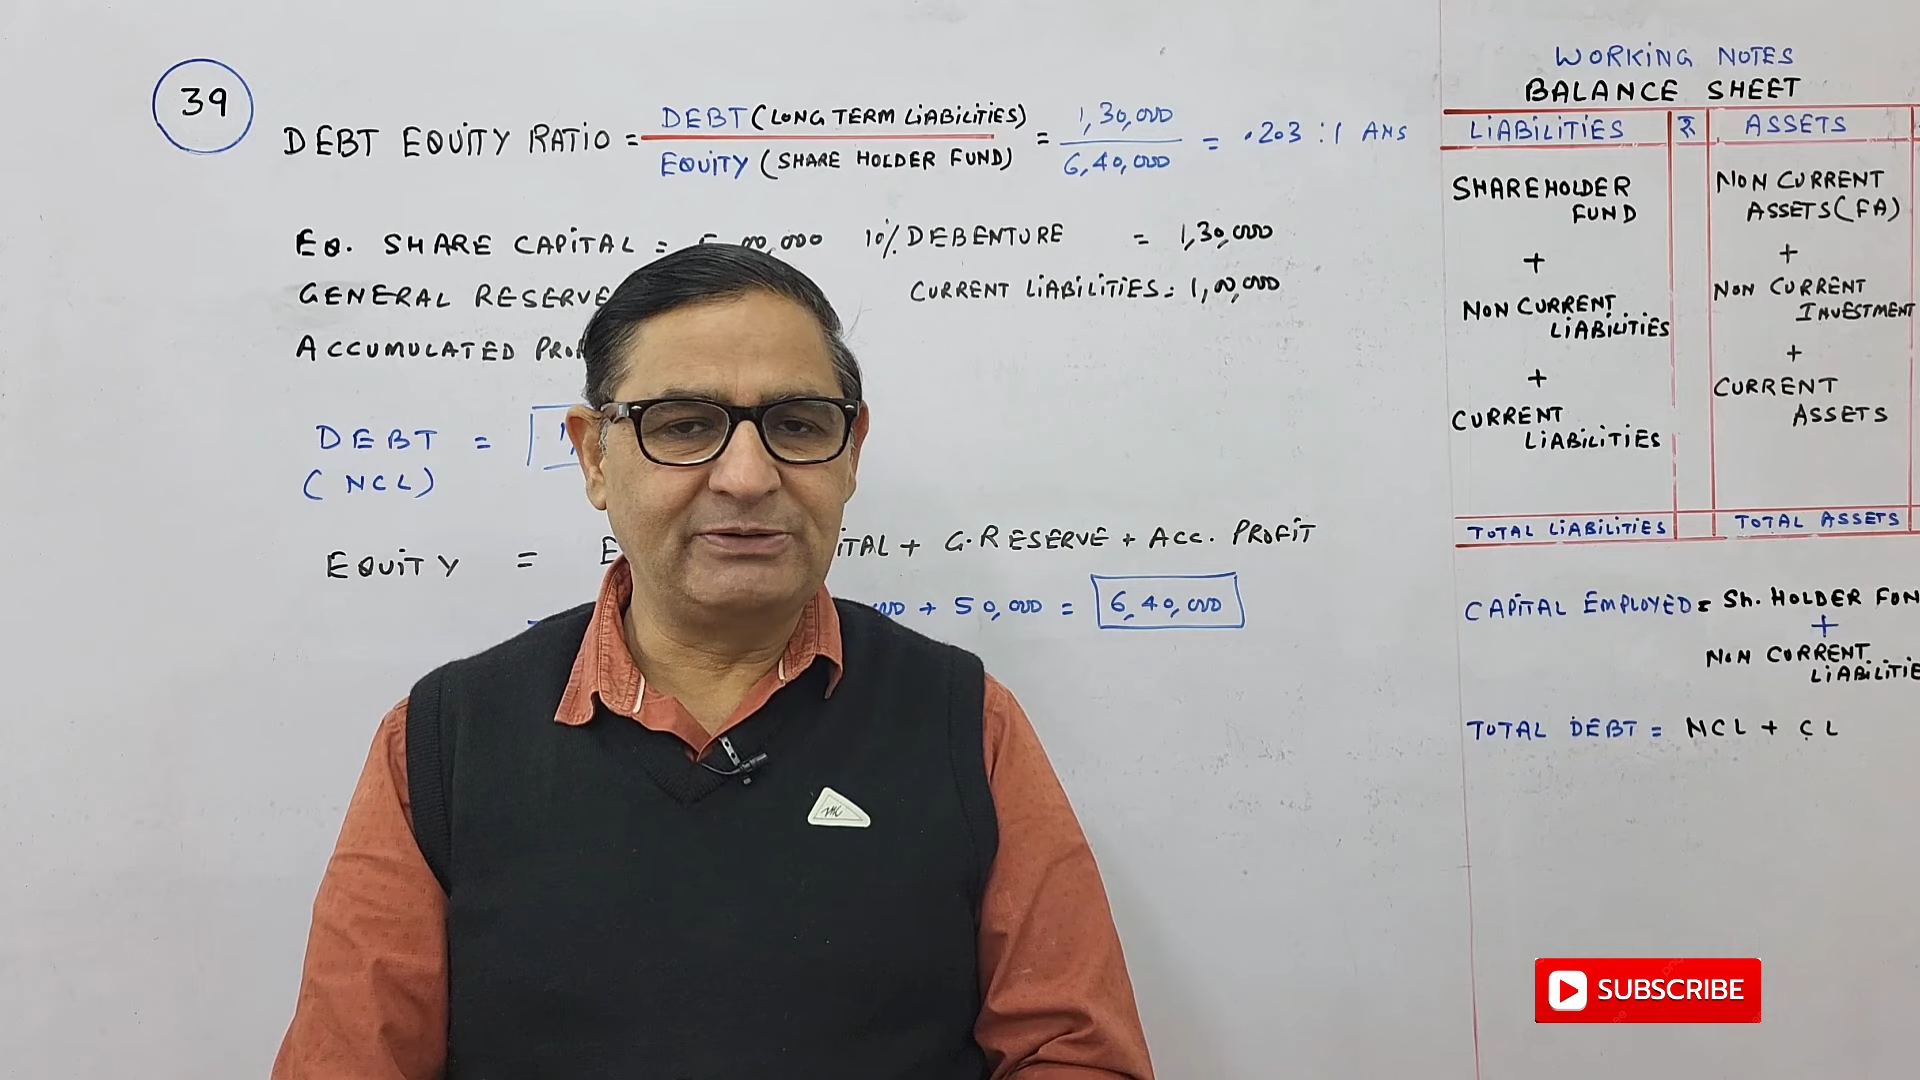 39
DEBT EQUITY RATIO = DEBT (LONG TERM LIABILITIES) / EQUITY (SHARE HOLDER FUND) = 1,30,000 / 6,40,000 = .203 : 1 ANS
EQ. SHARE CAPITAL = 00,000 10% DEBENTURE = 1,30,000
GENERAL RESERVE CURRENT LIABILITIES = 1,00,000
ACCUMULATED
DEBT =
(NCL)
EQUITY = + G. RESERVE + ACC. PROFIT
+ 50,000 = 6,40,000
WORKING NOTES
BALANCE SHEET
LIABILITIES ₹ ASSETS
SHAREHOLDER FUND
+
NON CURRENT LIABILITIES
+
CURRENT LIABILITIES
TOTAL LIABILITIES
NON CURRENT ASSETS (FA)
+
NON CURRENT INVESTMENT
+
CURRENT ASSETS
TOTAL ASSETS
CAPITAL EMPLOYED = SH. HOLDER FUN
+
NON CURRENT
LIABILITIE
TOTAL DEBT = NCL + CL
SUBSCRIBE